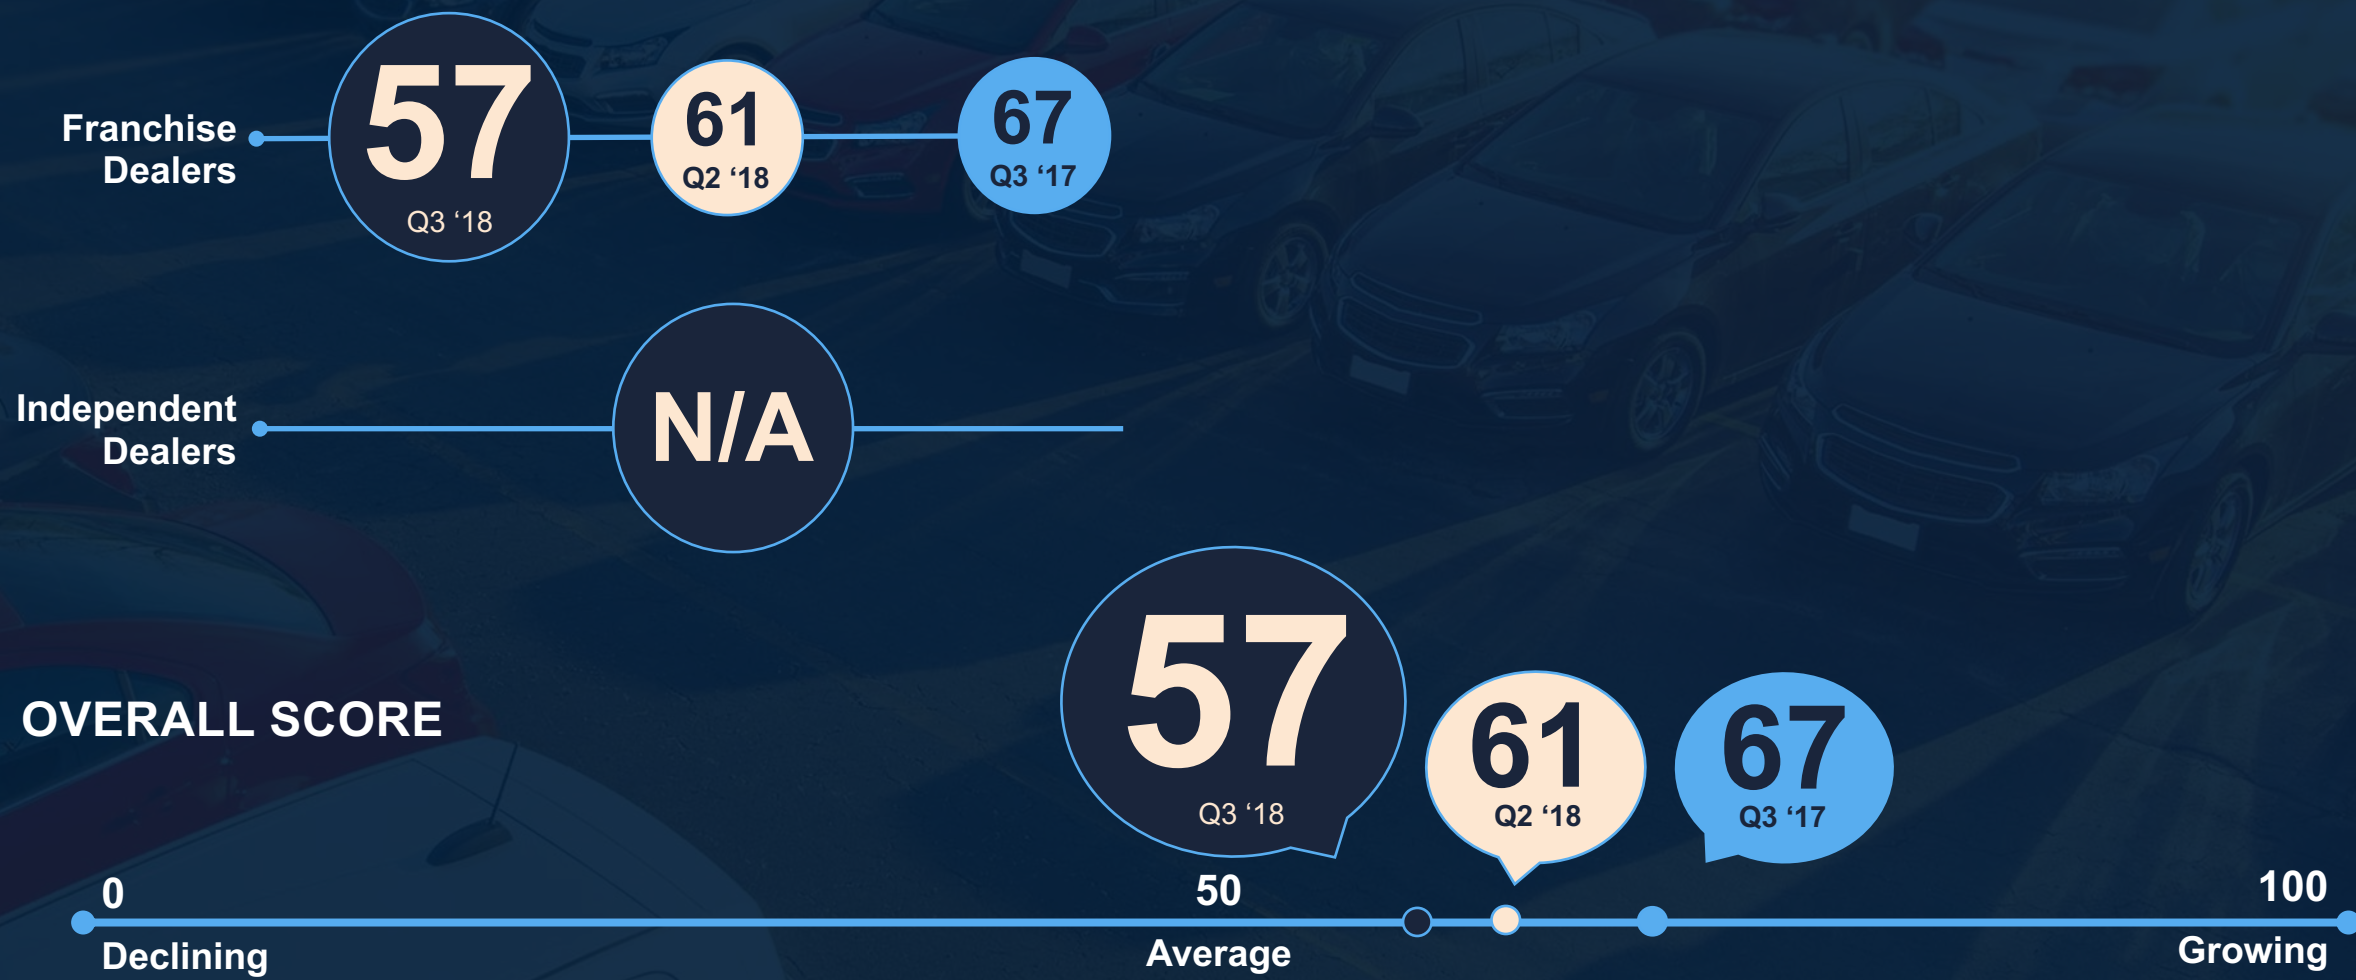 Franchise
Dealers
57
Q3 ‘18
61
Q2 ‘18
67
Q3 ‘17
Independent
Dealers
N/A
OVERALL SCORE
57
Q3 ‘18
61
Q2 ‘18
67
Q3 ‘17
0
50
100
Declining
Average
Growing